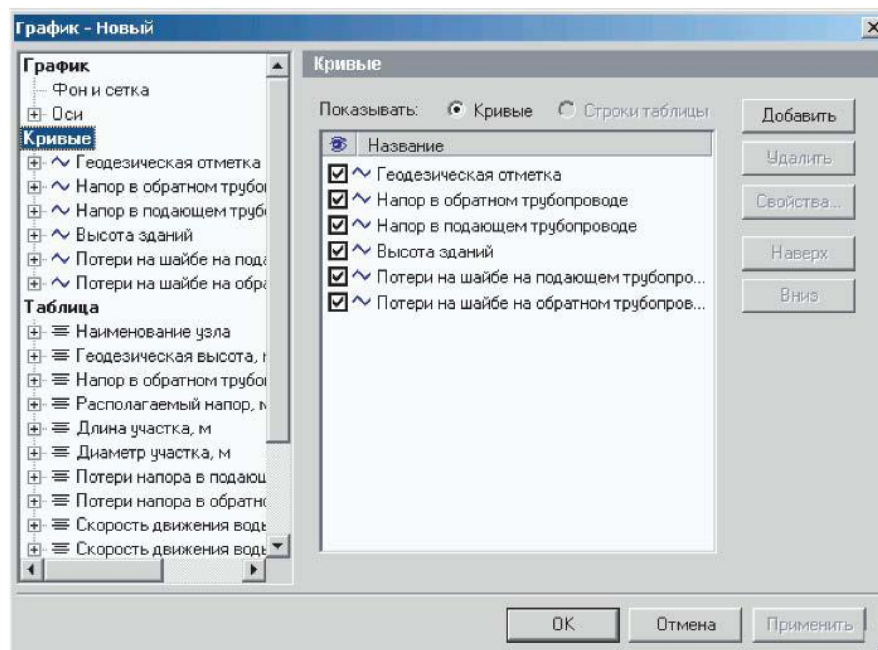 График - Новый
График
Фон и сетка
Оси
Кривые
Геодезическая отметка
Напор в обратном трубо
Напор в подающем труб
Высота зданий
Потери на шайбе на под
Потери на шайбе на обра
Таблица
Наименование узла
Геодезическая высота,
Напор в обратном трубо
Располагаемый напор, м
Длина участка, м
Диаметр участка, м
Потери напора в подающ
Потери напора в обратно
Скорость движения воды
Скорость движения воды
Кривые
Показывать: Кривые Строки таблицы
Название
Геодезическая отметка
Напор в обратном трубопроводе
Напор в подающем трубопроводе
Высота зданий
Потери на шайбе на подающем трубопро...
Потери на шайбе на обратном трубопров...
Добавить
Удалить
Свойства...
Наверх
Вниз
OK
Отмена
Применить